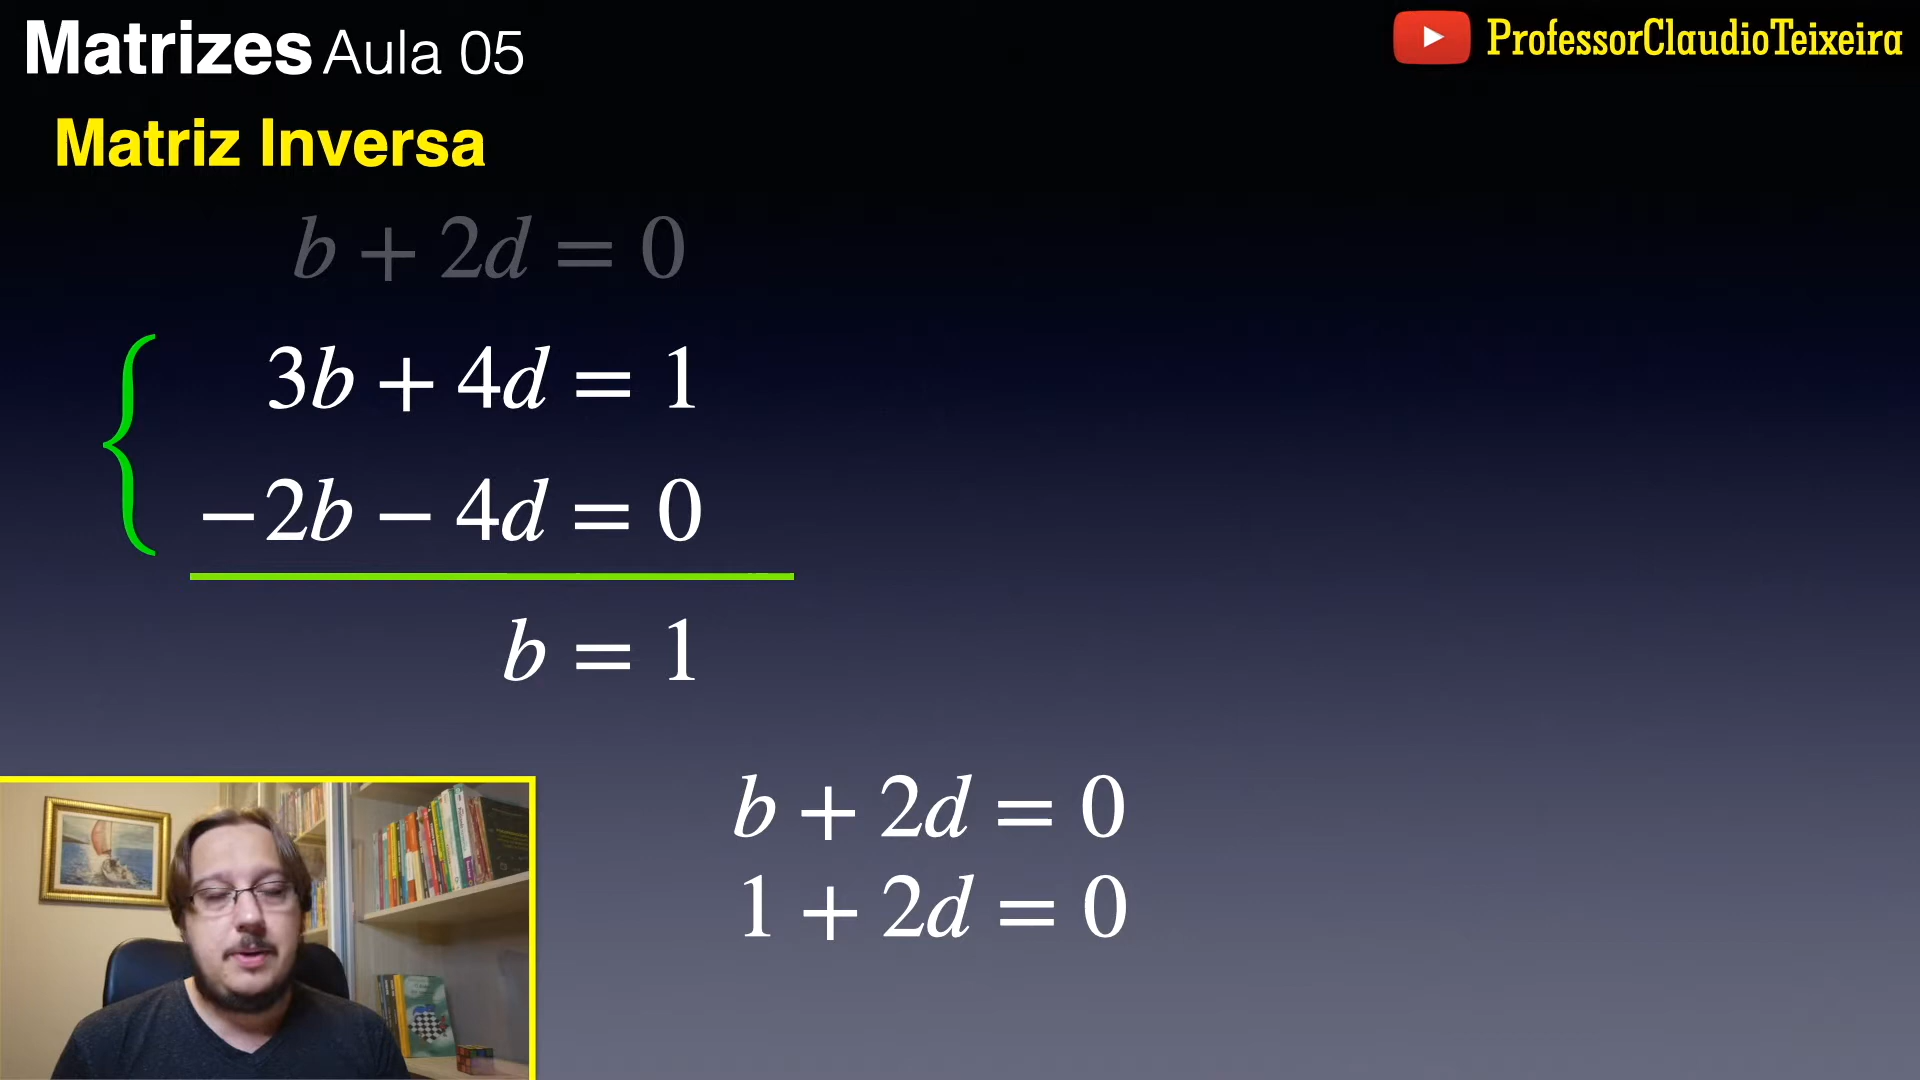 Matrizes Aula 05
ProfessorClaudioTeixeira
Matriz Inversa
b + 2d = 0
3b + 4d = 1
−2b − 4d = 0
b = 1
b + 2d = 0
1 + 2d = 0